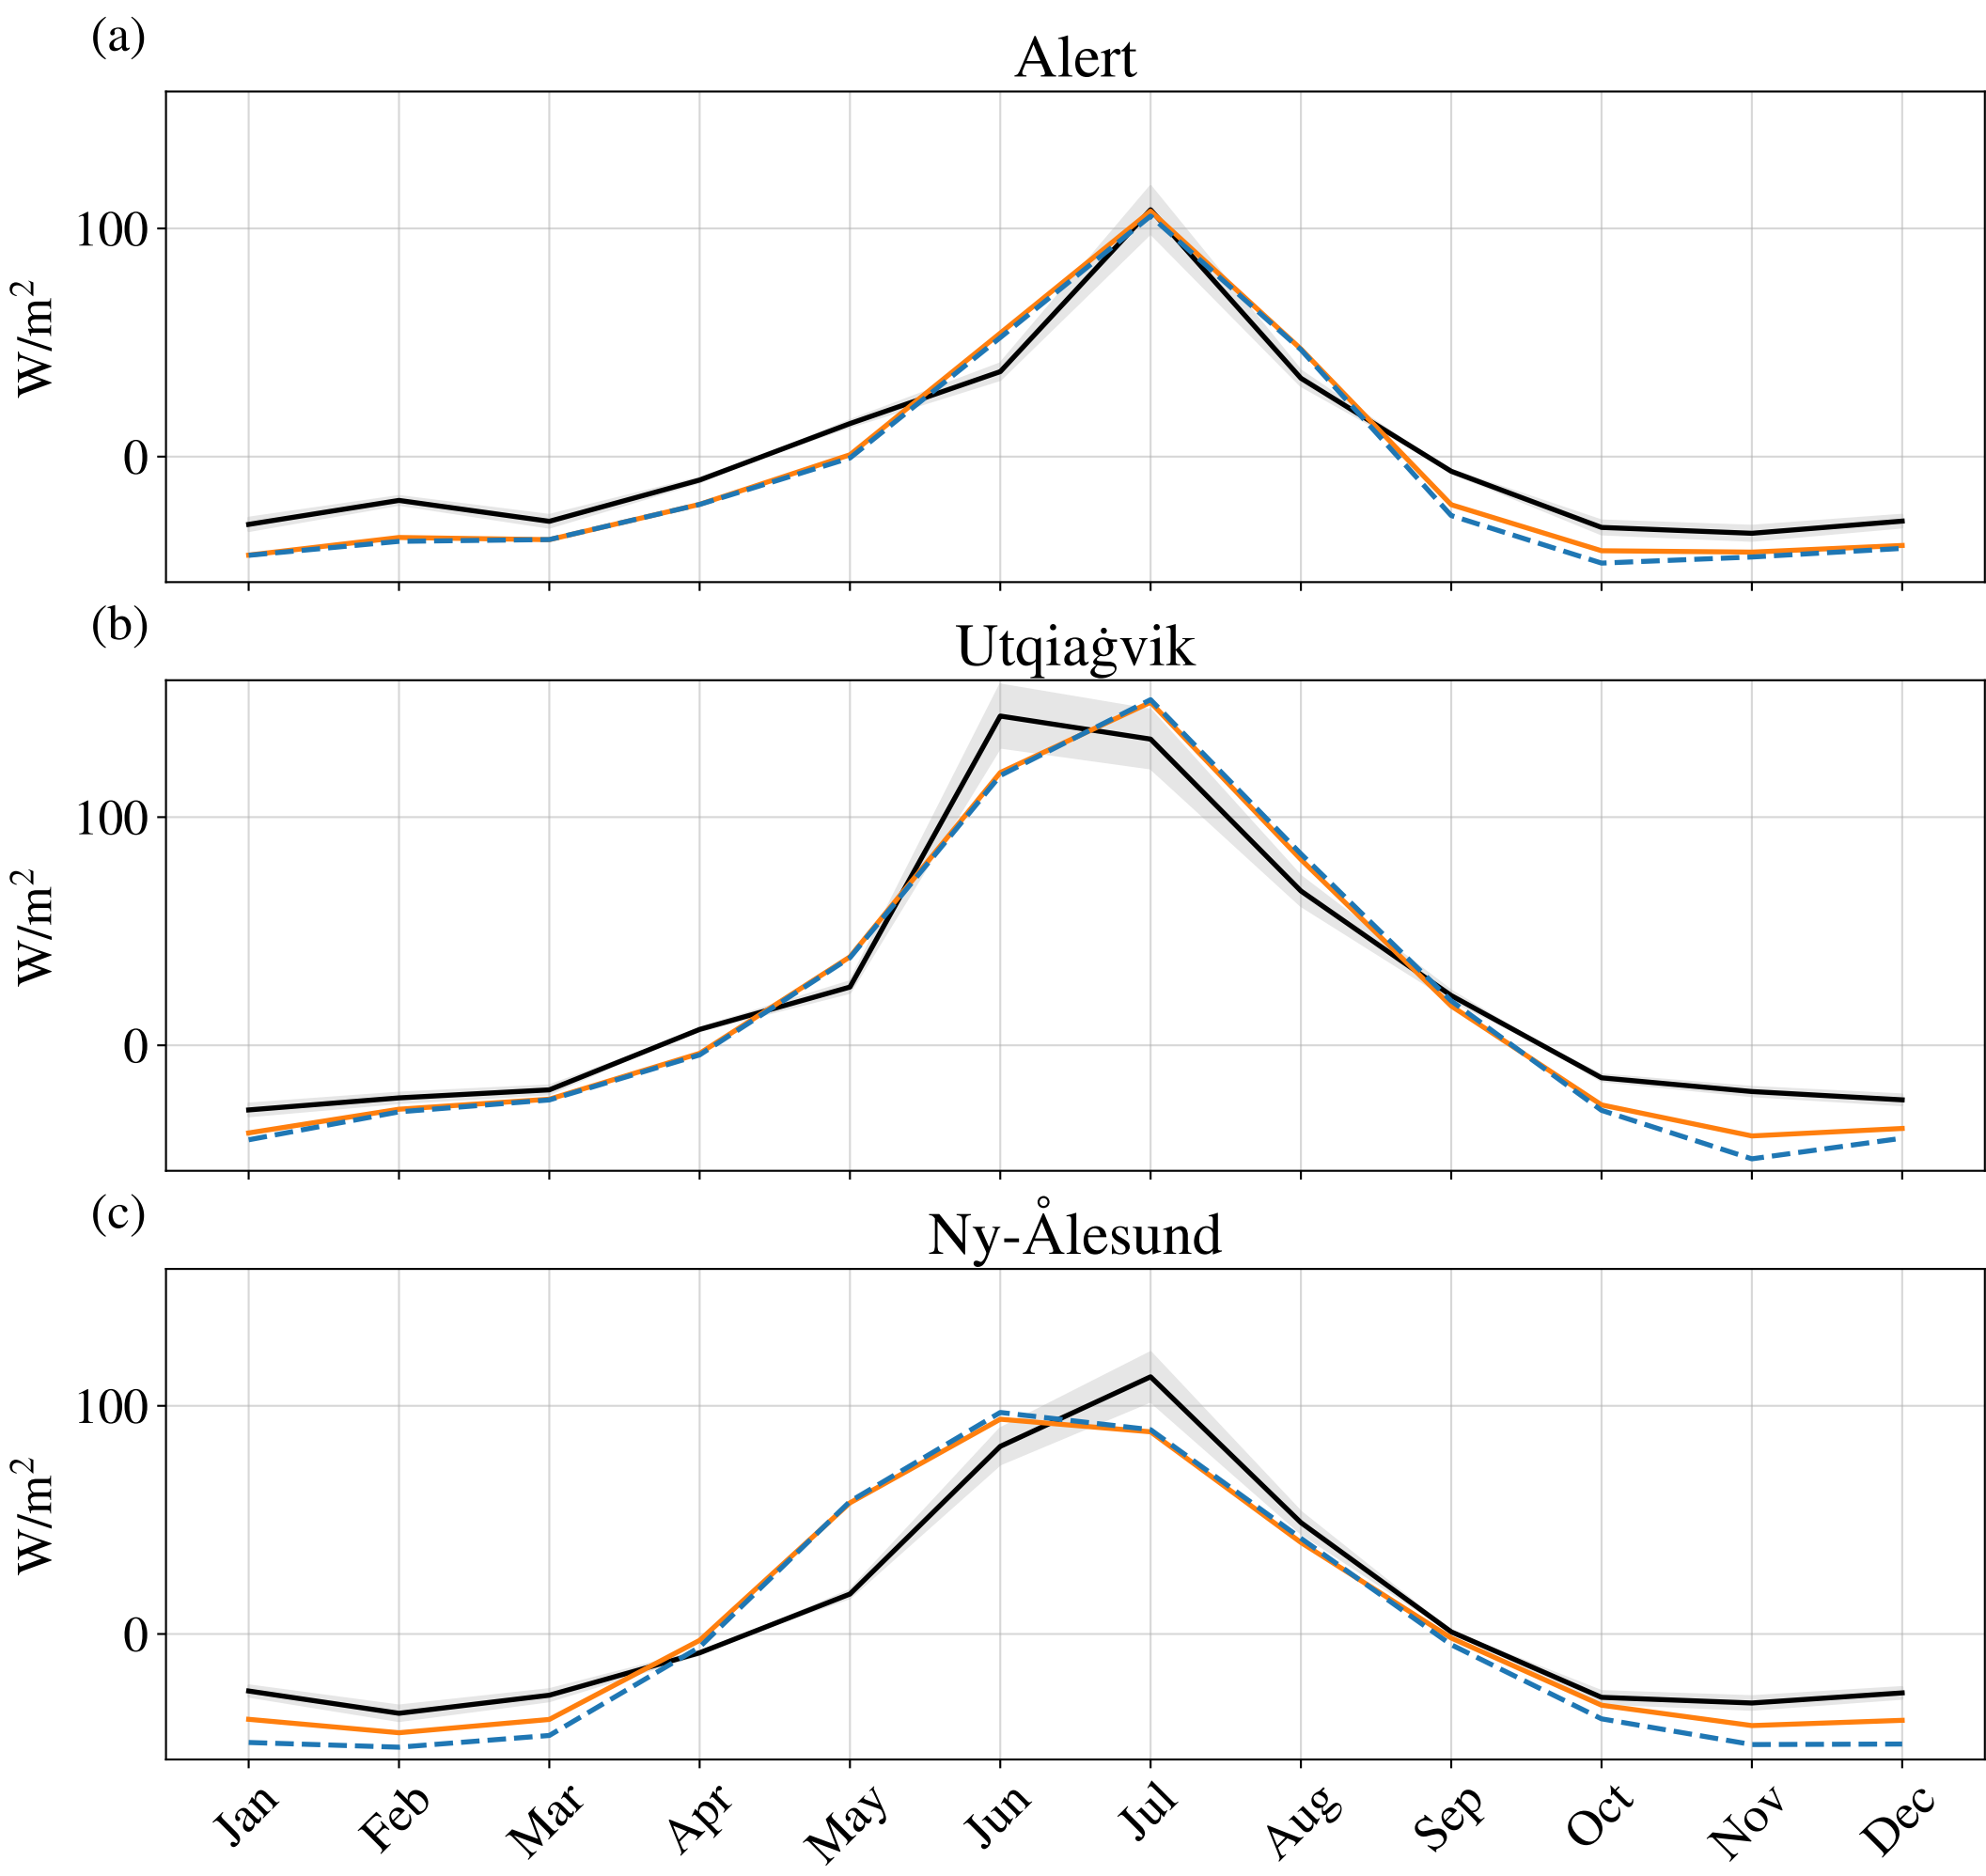 (a)
Alert
100
0
W/m²
(b)
Utqiaġvik
100
0
W/m²
(c)
Ny-Ålesund
100
0
W/m²
Jan Feb Mar Apr May Jun Jul Aug Sep Oct Nov Dec